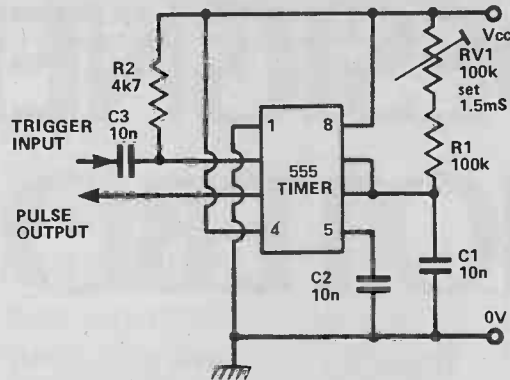 Vcc
RV1
100k
set
1.5mS
R2
4k7
C3
10n
TRIGGER
INPUT
1
8
555
TIMER
R1
100k
PULSE
OUTPUT
4
5
C2
10n
C1
10n
0V